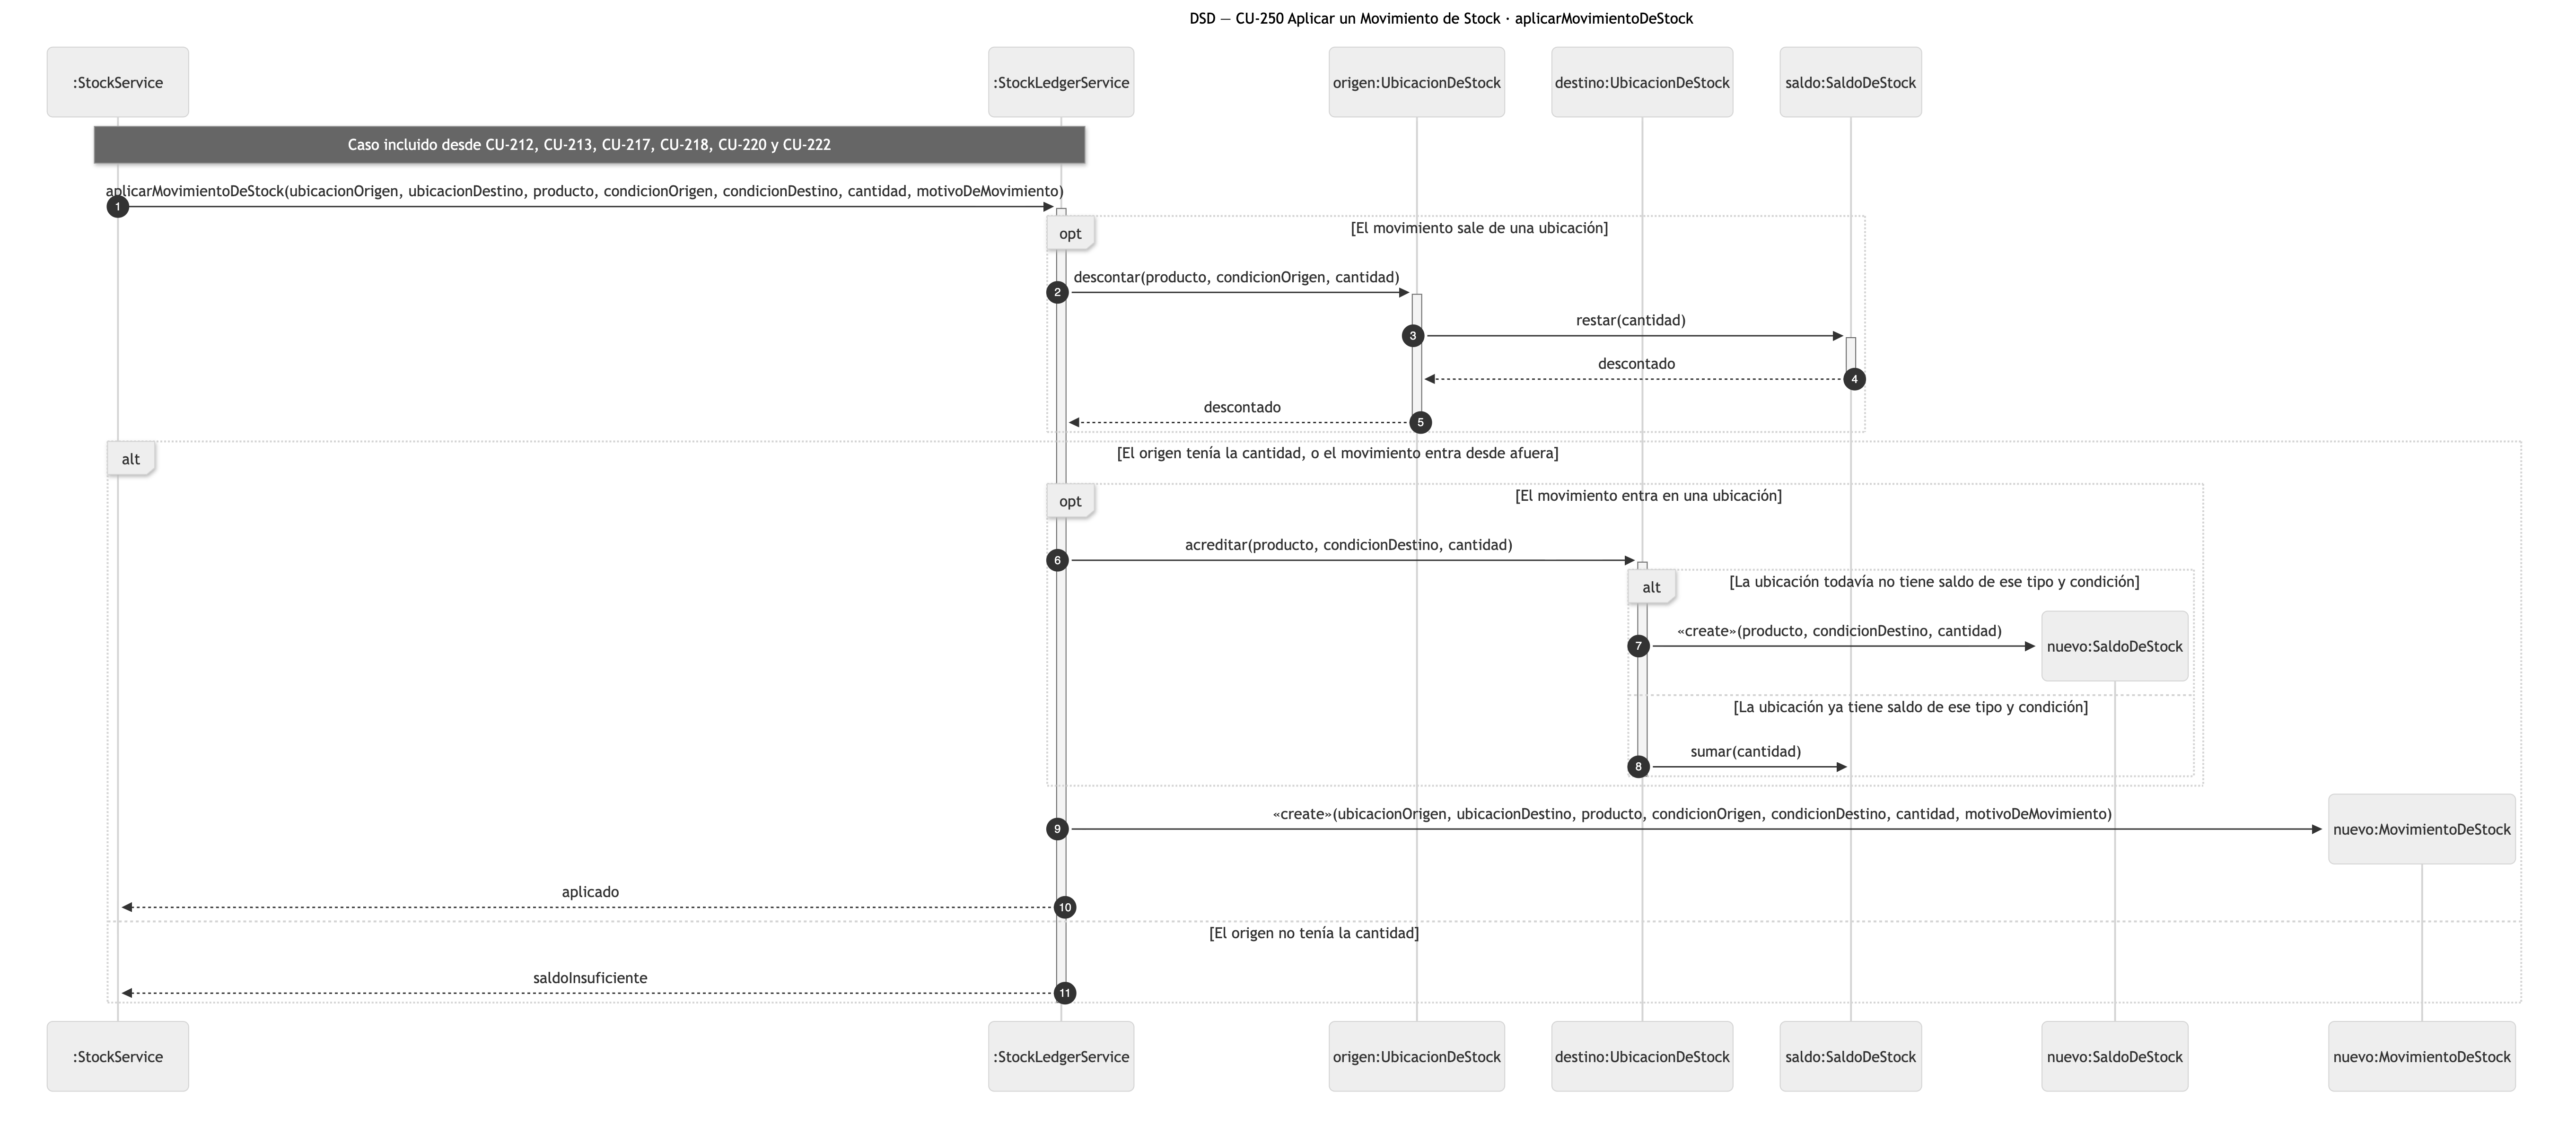 DSD — CU-250 Aplicar un Movimiento de Stock · aplicarMovimientoDeStock
:StockService
:StockLedgerService
origen:UbicacionDeStock
destino:UbicacionDeStock
saldo:SaldoDeStock
Caso incluido desde CU-212, CU-213, CU-217, CU-218, CU-220 y CU-222
aplicarMovimientoDeStock(ubicacionOrigen, ubicacionDestino, producto, condicionOrigen, condicionDestino, cantidad, motivoDeMovimiento)
1
opt
[El movimiento sale de una ubicación]
descontar(producto, condicionOrigen, cantidad)
2
restar(cantidad)
3
descontado
4
descontado
5
alt
[El origen tenía la cantidad, o el movimiento entra desde afuera]
opt
[El movimiento entra en una ubicación]
acreditar(producto, condicionDestino, cantidad)
6
alt
[La ubicación todavía no tiene saldo de ese tipo y condición]
«create»(producto, condicionDestino, cantidad)
7
nuevo:SaldoDeStock
[La ubicación ya tiene saldo de ese tipo y condición]
sumar(cantidad)
8
«create»(ubicacionOrigen, ubicacionDestino, producto, condicionOrigen, condicionDestino, cantidad, motivoDeMovimiento)
9
nuevo:MovimientoDeStock
aplicado
10
[El origen no tenía la cantidad]
saldoInsuficiente
11
:StockService
:StockLedgerService
origen:UbicacionDeStock
destino:UbicacionDeStock
saldo:SaldoDeStock
nuevo:SaldoDeStock
nuevo:MovimientoDeStock